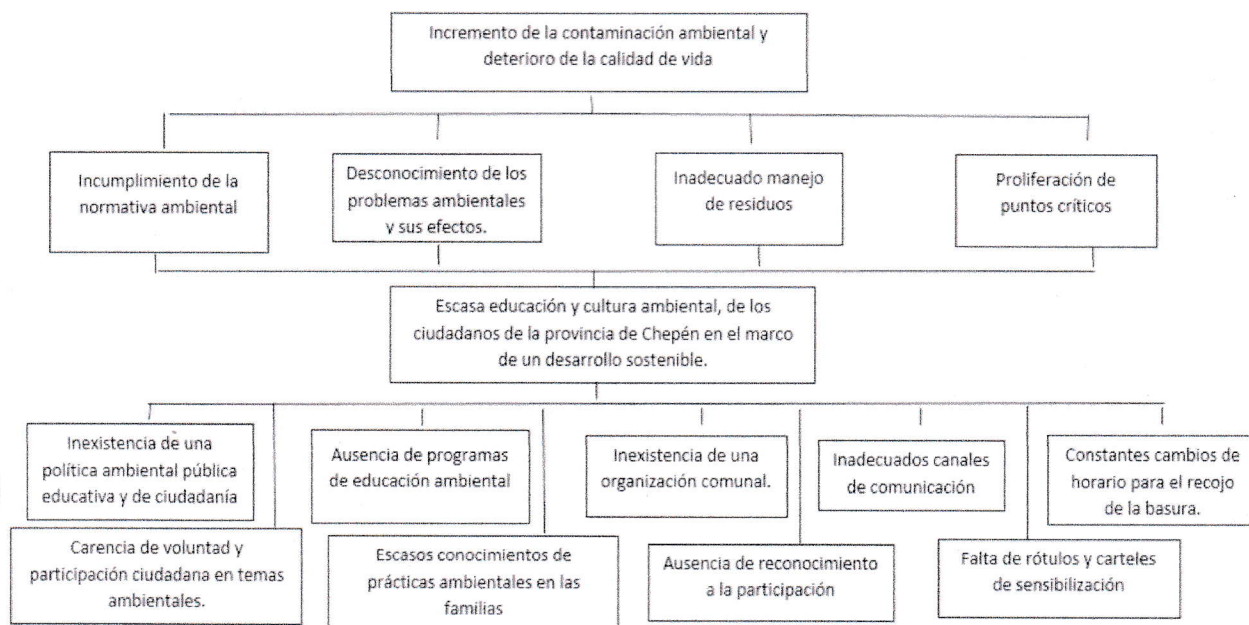 Incremento de la contaminación ambiental y
deterioro de la calidad de vida
Incumplimiento de la
normativa ambiental
Desconocimiento de los
problemas ambientales
y sus efectos.
Inadecuado manejo
de residuos
Proliferación de
puntos críticos
Escasa educación y cultura ambiental, de los
ciudadanos de la provincia de Chepén en el marco
de un desarrollo sostenible.
Inexistencia de una
política ambiental pública
educativa y de ciudadanía
Ausencia de programas
de educación ambiental
Inexistencia de una
organización comunal.
Inadecuados canales
de comunicación
Constantes cambios de
horario para el recojo
de la basura.
Carencia de voluntad y
participación ciudadana en temas
ambientales.
Escasos conocimientos de
prácticas ambientales en las
familias
Ausencia de reconocimiento
a la participación
Falta de rótulos y carteles
de sensibilización